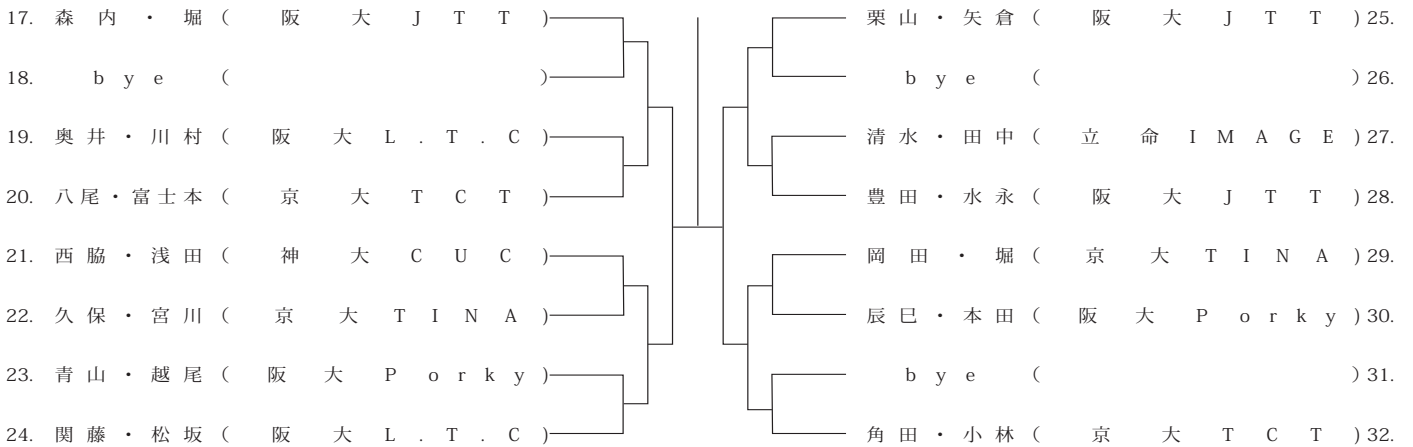 17. 森内・堀(阪大JTT)
18. bye ( )
19. 奥井・川村(阪大L.T.C)
20. 八尾・富士本(京大TCT)
21. 西脇・浅田(神大CUC)
22. 久保・宮川(京大TINA)
23. 青山・越尾(阪大Porky)
24. 関藤・松坂(阪大L.T.C)
栗山・矢倉(阪大JTT)25.
bye ( )26.
清水・田中(立命IMAGE)27.
豊田・水永(阪大JTT)28.
岡田・堀(京大TINA)29.
辰巳・本田(阪大Porky)30.
bye ( )31.
角田・小林(京大TCT)32.